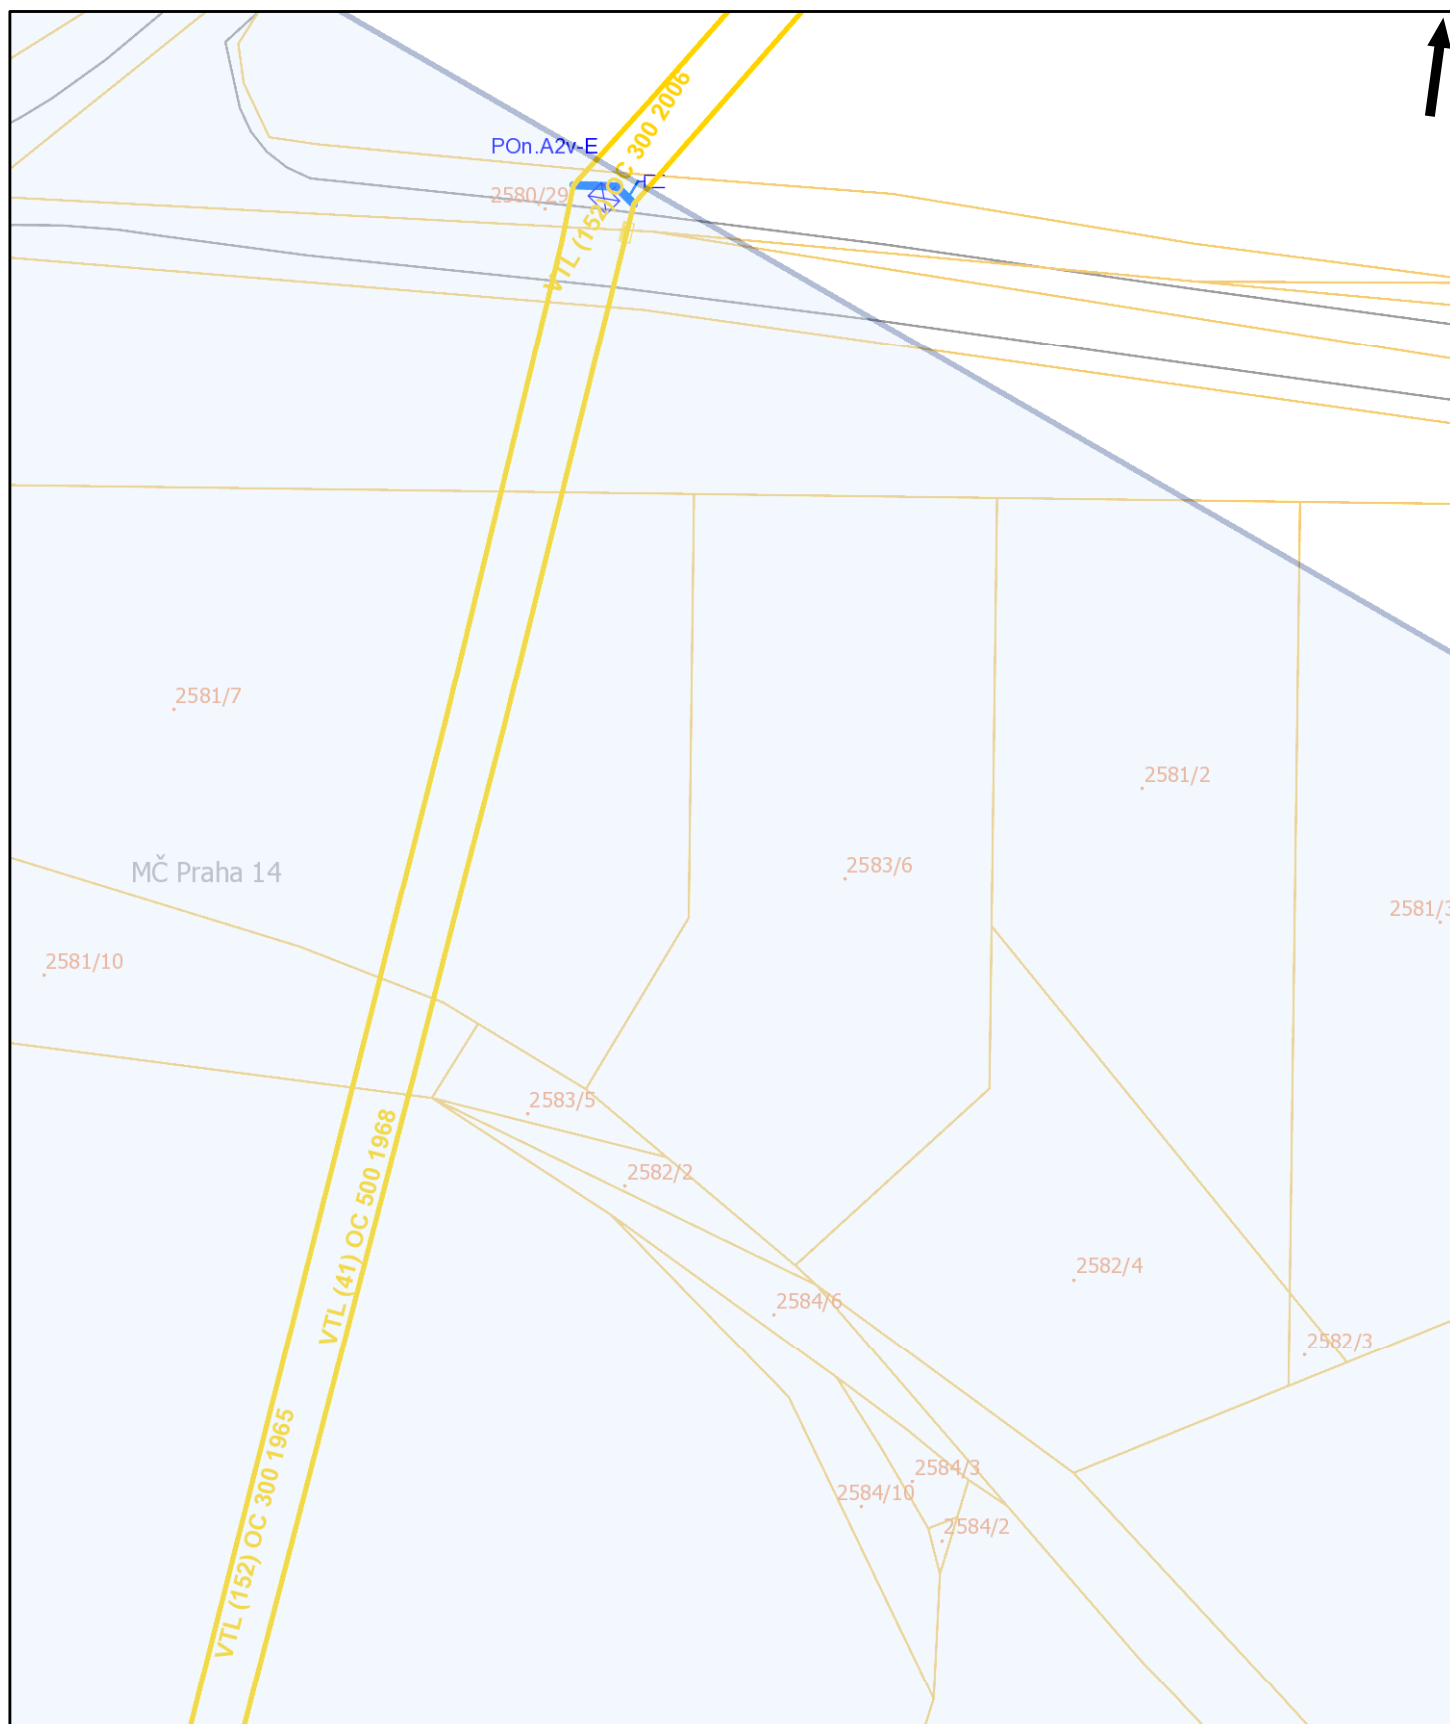 VTL (152) OC 300 2006
POn.A2v-E
2580/29
2581/7
2581/2
2583/6
MČ Praha 14
2581/3
2581/10
2583/5
VTL (41) OC 500 1968
2582/2
2582/4
2584/6
2582/3
VTL (152) OC 300 1965
2584/3
2584/10
2584/2